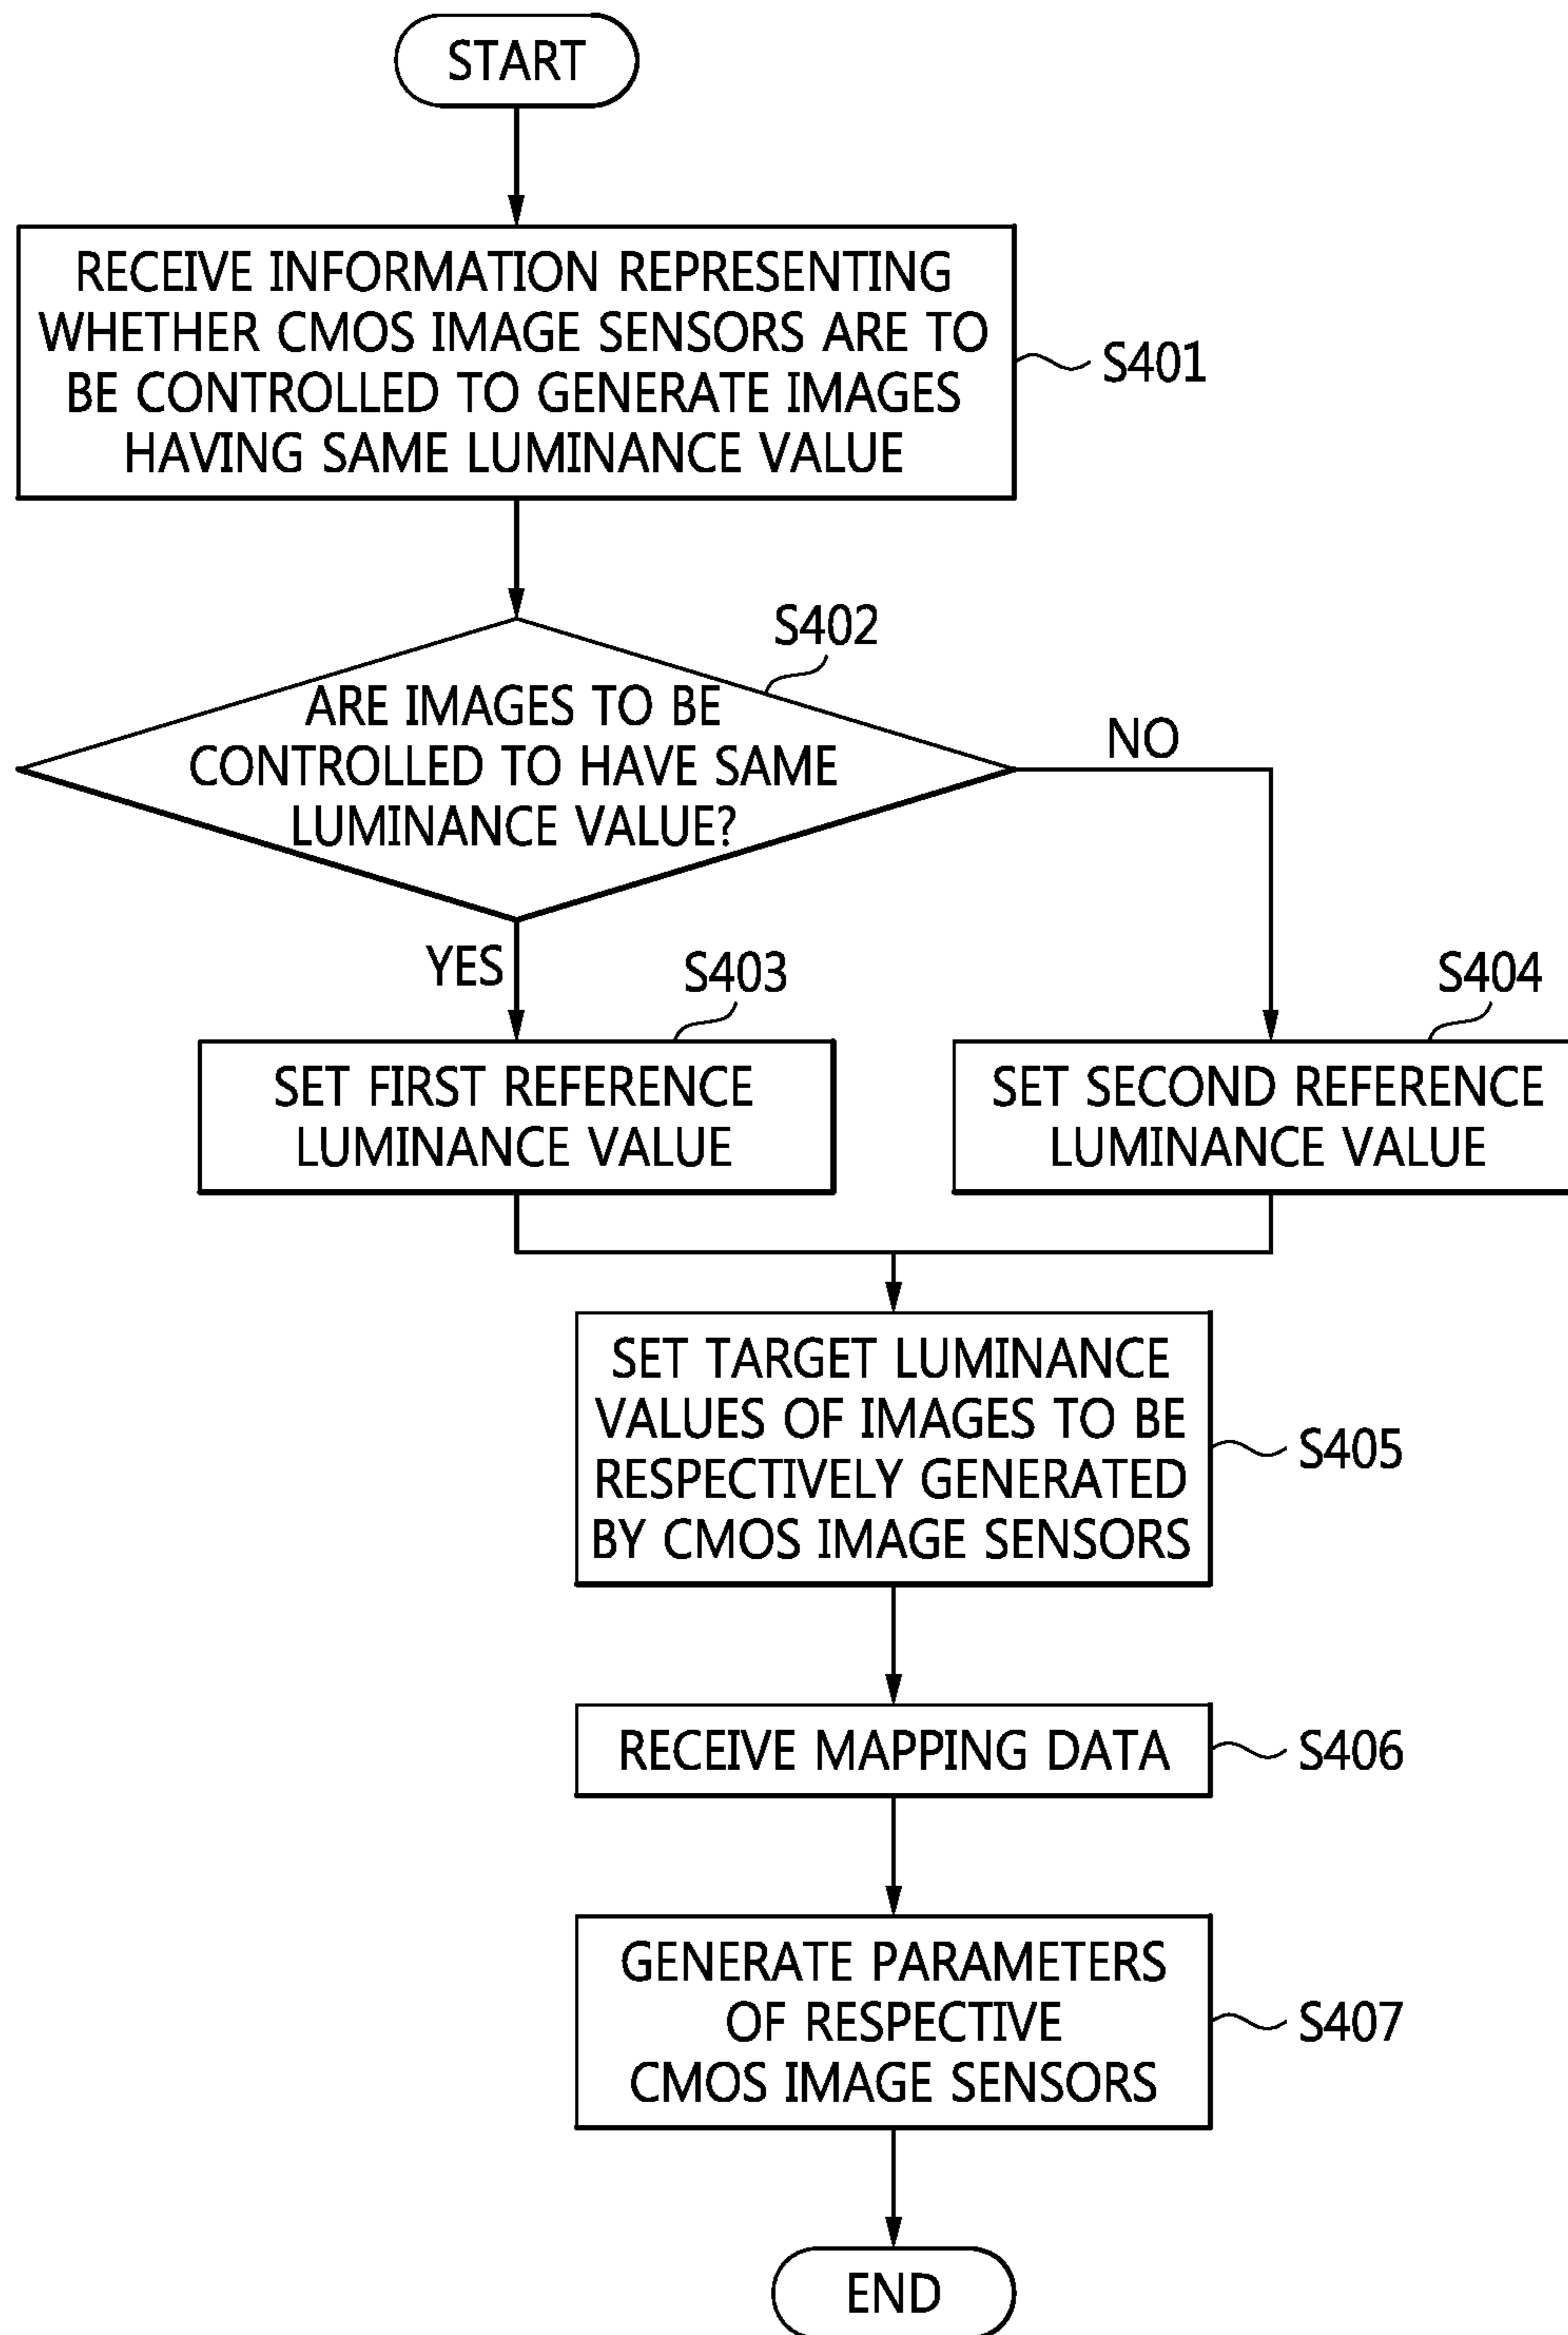 START
RECEIVE INFORMATION REPRESENTING
WHETHER CMOS IMAGE SENSORS ARE TO
BE CONTROLLED TO GENERATE IMAGES
HAVING SAME LUMINANCE VALUE
S401
S402
ARE IMAGES TO BE
CONTROLLED TO HAVE SAME
LUMINANCE VALUE?
NO
YES
S403
SET FIRST REFERENCE
LUMINANCE VALUE
S404
SET SECOND REFERENCE
LUMINANCE VALUE
SET TARGET LUMINANCE
VALUES OF IMAGES TO BE
RESPECTIVELY GENERATED
BY CMOS IMAGE SENSORS
S405
RECEIVE MAPPING DATA
S406
GENERATE PARAMETERS
OF RESPECTIVE
CMOS IMAGE SENSORS
S407
END